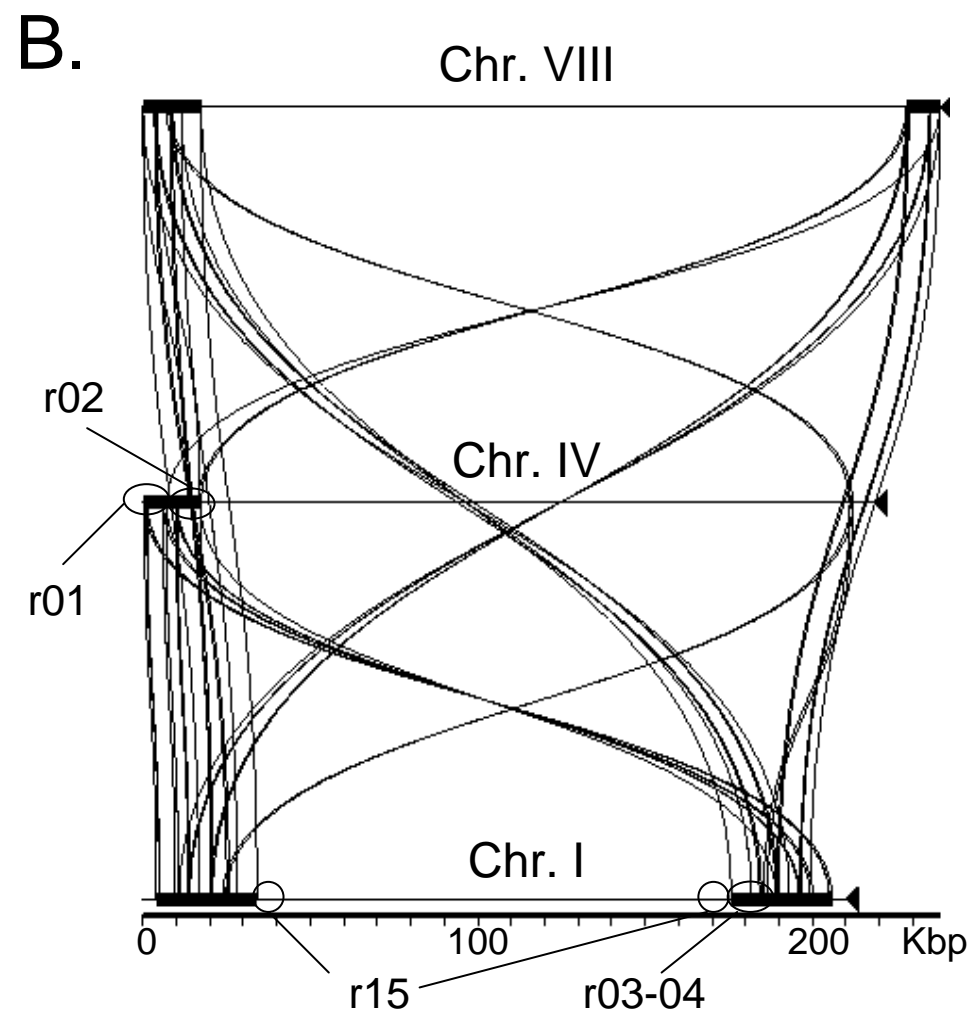 B.
Chr. VIII
r02
Chr. IV
r01
Chr. I
0 100 200 Kbp
r15 r03-04